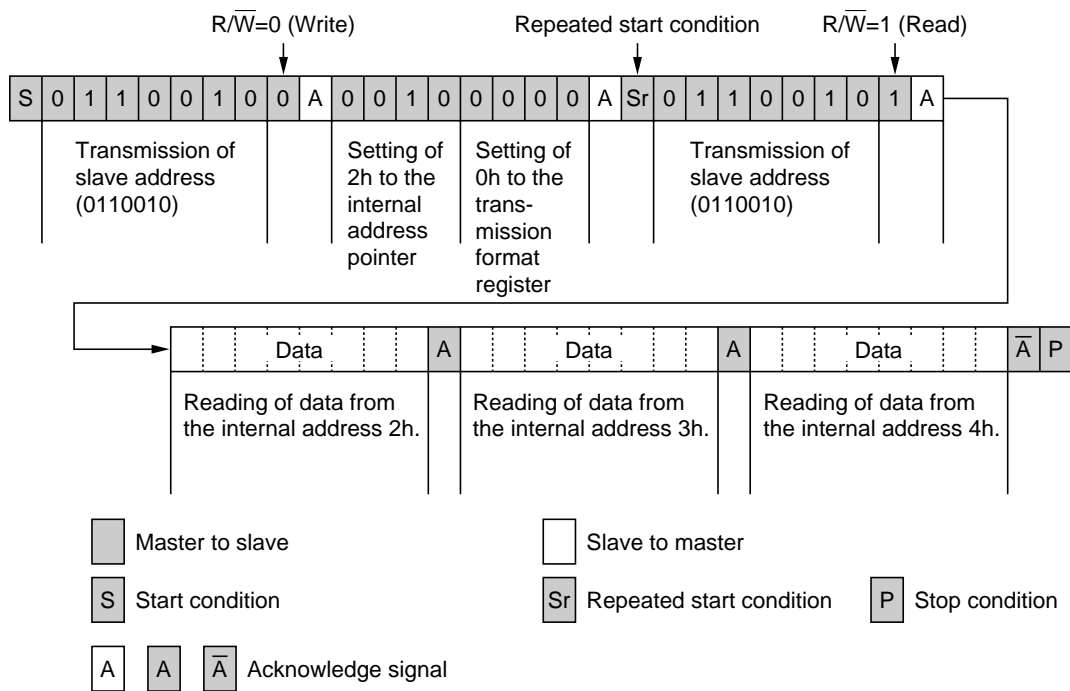 R/W̅=0 (Write) Repeated start condition R/W̅=1 (Read)
S 0 1 1 0 0 1 0 0 A 0 0 1 0 0 0 0 0 A Sr 0 1 1 0 0 1 0 1 A
Transmission of
slave address
(0110010)
Setting of
2h to the
internal
address
pointer
Setting of
0h to the
trans-
mission
format
register
Transmission of
slave address
(0110010)
Data A Data A Data A̅ P
Reading of data from
the internal address 2h.
Reading of data from
the internal address 3h.
Reading of data from
the internal address 4h.
Master to slave Slave to master
S Start condition Sr Repeated start condition P Stop condition
A A A̅ Acknowledge signal